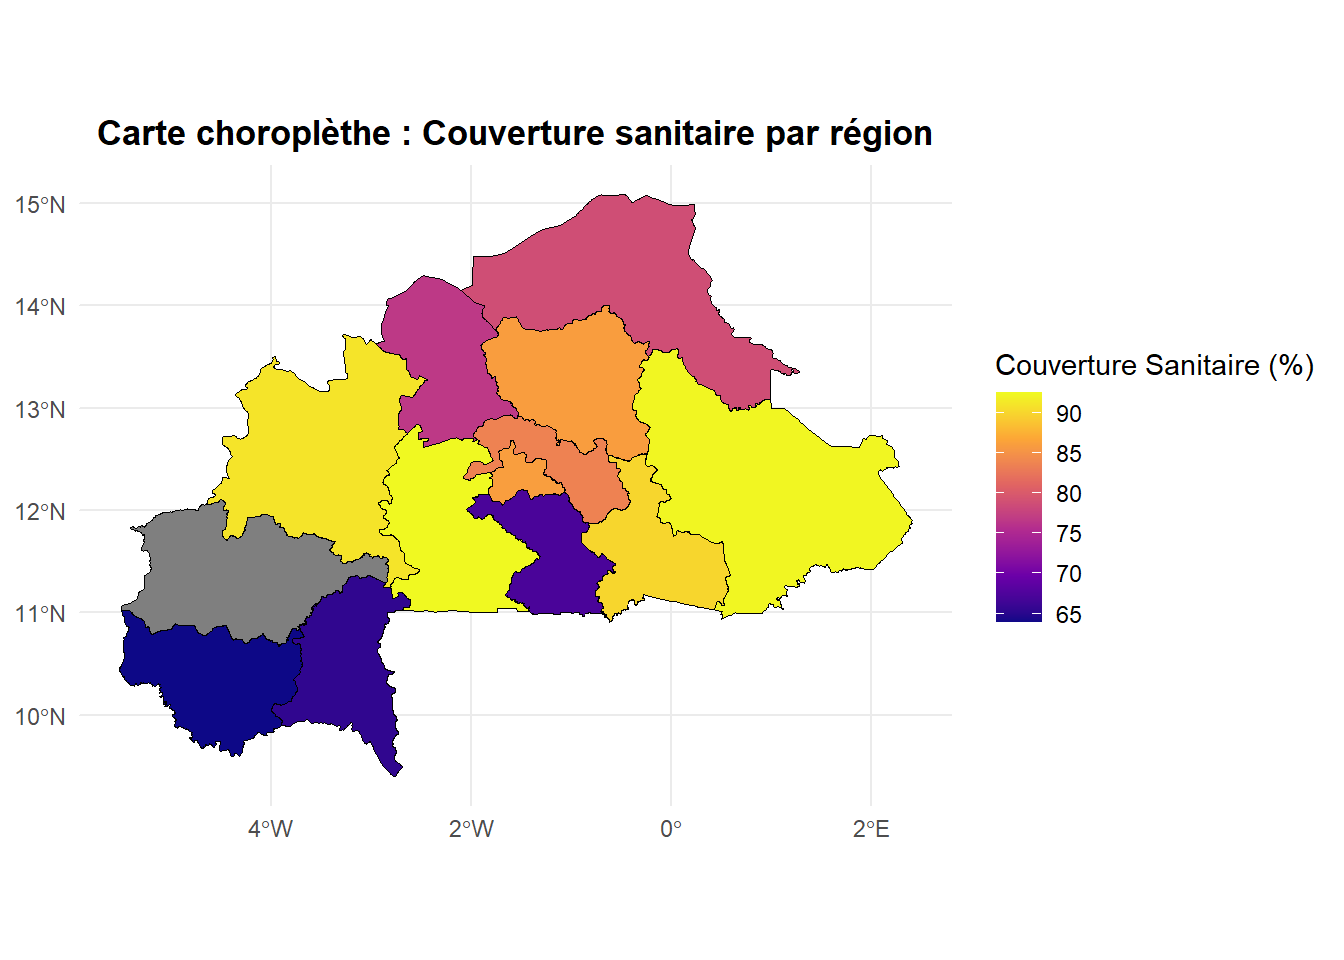 Carte choroplèthe : Couverture sanitaire par région
15°N
14°N
13°N
12°N
11°N
10°N
4°W
2°W
0°
2°E
Couverture Sanitaire (%)
90
85
80
75
70
65